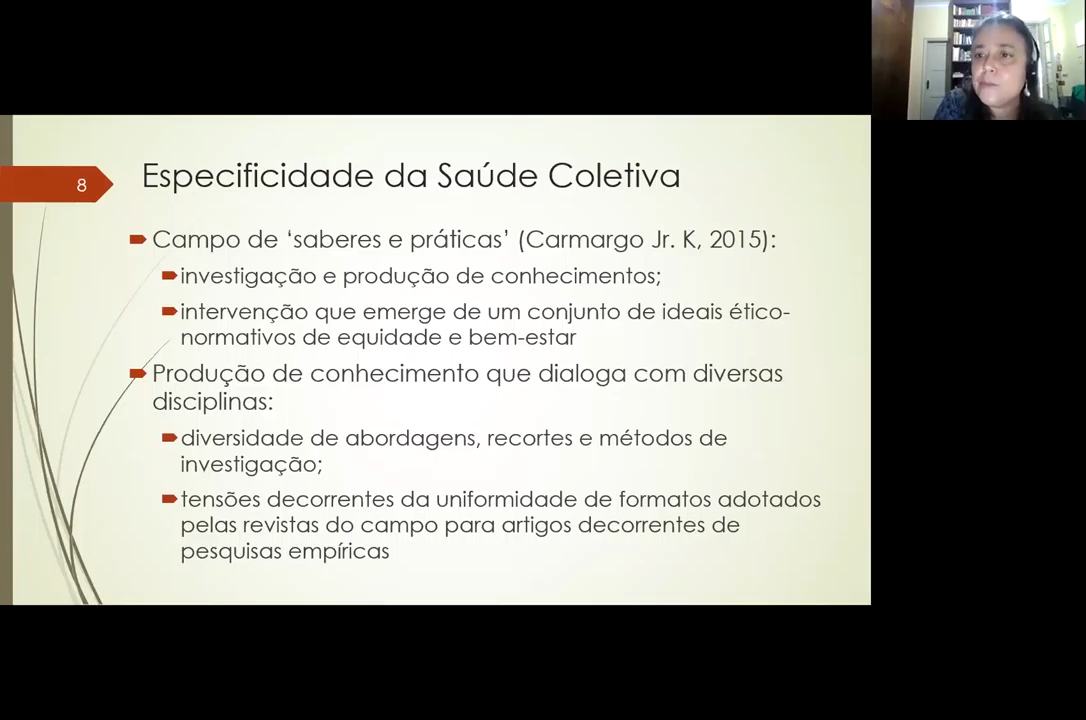 8
Especificidade da Saúde Coletiva
Campo de ‘saberes e práticas’ (Carmargo Jr. K, 2015):
investigação e produção de conhecimentos;
intervenção que emerge de um conjunto de ideais ético-
normativos de equidade e bem-estar
Produção de conhecimento que dialoga com diversas
disciplinas:
diversidade de abordagens, recortes e métodos de
investigação;
tensões decorrentes da uniformidade de formatos adotados
pelas revistas do campo para artigos decorrentes de
pesquisas empíricas